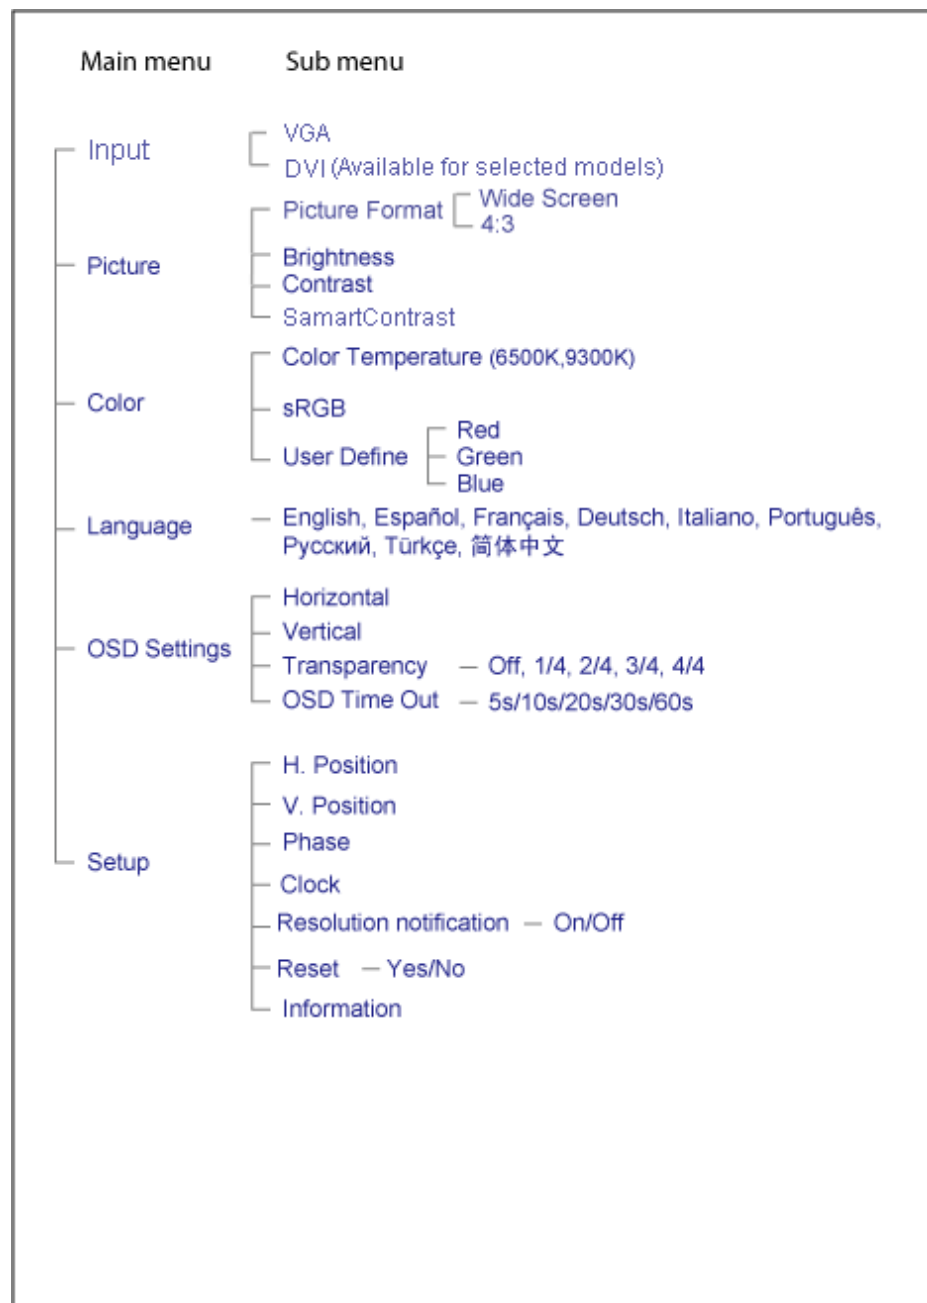 Main menu Sub menu
Input
VGA
DVI (Available for selected models)
Picture
Picture Format
Wide Screen
4:3
Brightness
Contrast
SamartContrast
Color
Color Temperature (6500K,9300K)
sRGB
User Define
Red
Green
Blue
Language
English, Español, Français, Deutsch, Italiano, Português,
Русский, Türkçe, 简体中文
OSD Settings
Horizontal
Vertical
Transparency — Off, 1/4, 2/4, 3/4, 4/4
OSD Time Out — 5s/10s/20s/30s/60s
Setup
H. Position
V. Position
Phase
Clock
Resolution notification — On/Off
Reset — Yes/No
Information